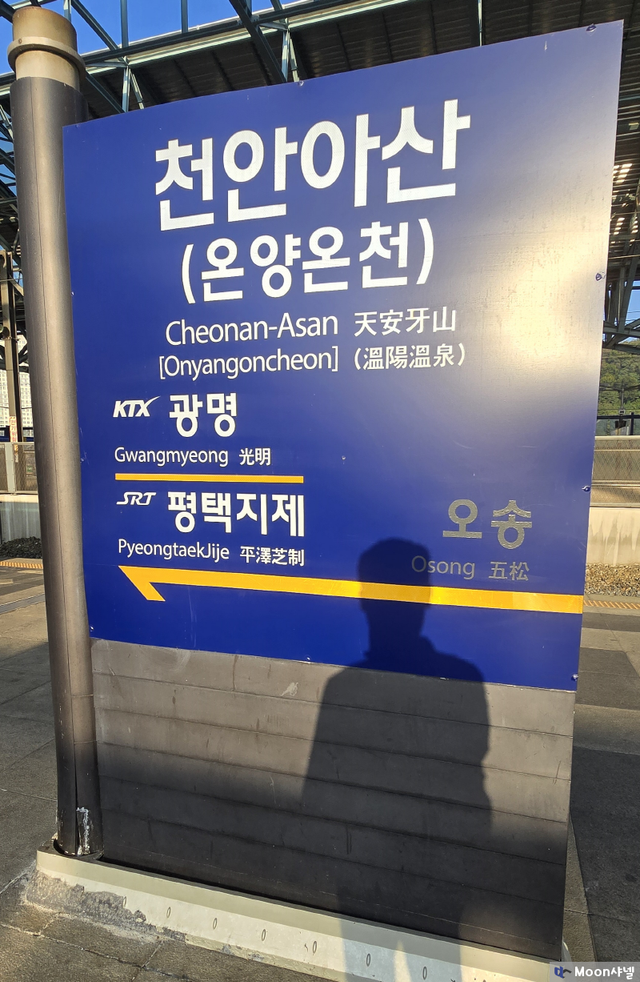 천안아산
(온양온천)
Cheonan-Asan 天安牙山
[Onyangoncheon] (溫陽溫泉)
KTX 광명
Gwangmyeong 光明
SRT 평택지제
PyeongtaekJije 平澤芝制
오송
Osong 五松
Moon샤넬